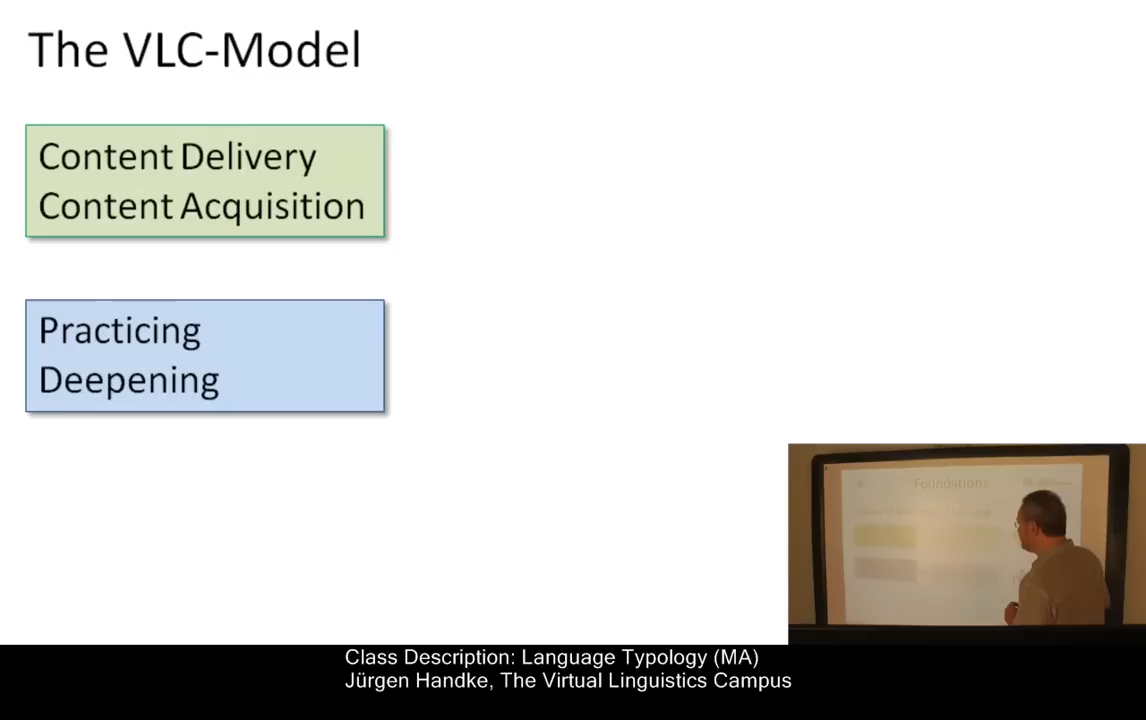 The VLC-Model
Content Delivery
Content Acquisition
Practicing
Deepening
Foundations
Class Description: Language Typology (MA)
Jürgen Handke, The Virtual Linguistics Campus